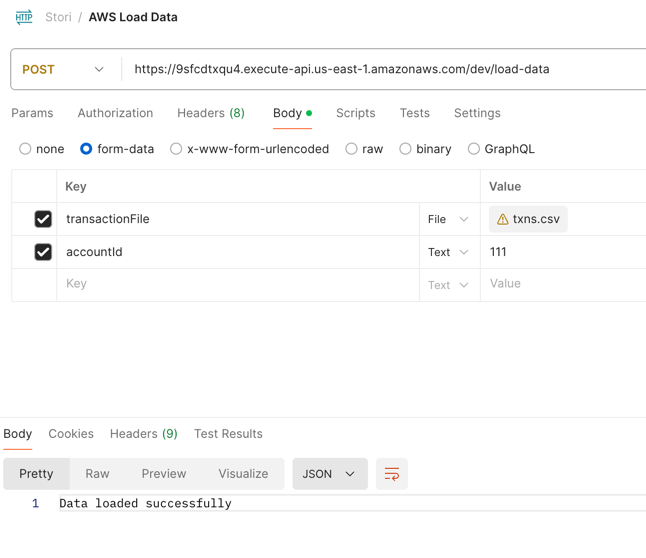 HTTP Stori / AWS Load Data
POST https://9sfcdtxqu4.execute-api.us-east-1.amazonaws.com/dev/load-data
Params Authorization Headers (8) Body Scripts Tests Settings
none form-data x-www-form-urlencoded raw binary GraphQL
Key Value
transactionFile File txns.csv
accountId Text 111
Key Text Value
Body Cookies Headers (9) Test Results
Pretty Raw Preview Visualize JSON
1 Data loaded successfully